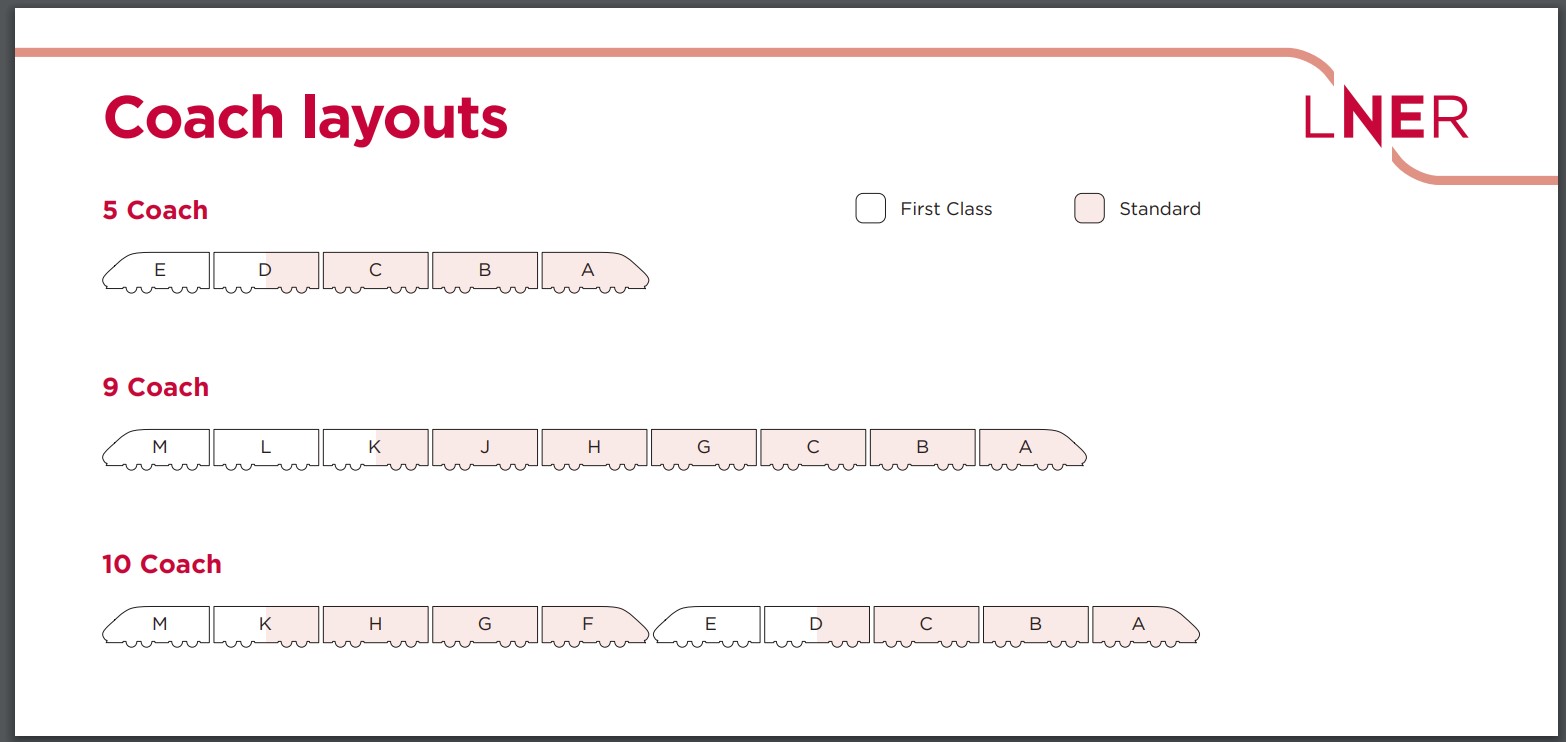 LNER
Coach layouts
5 Coach
First Class
Standard
E D C B A
9 Coach
M L K J H G C B A
10 Coach
M K H G F E D C B A